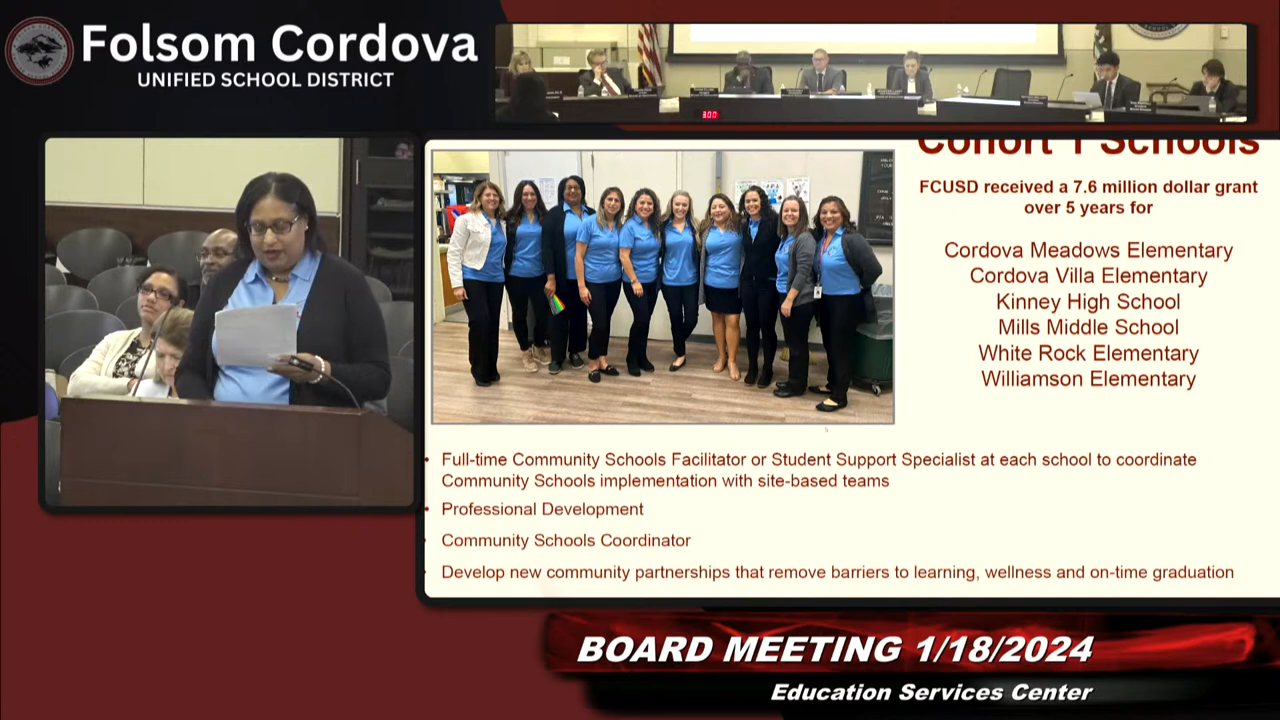 Folsom Cordova
UNIFIED SCHOOL DISTRICT
3:00
Cohort 1 Schools
FCUSD received a 7.6 million dollar grant
over 5 years for
Cordova Meadows Elementary
Cordova Villa Elementary
Kinney High School
Mills Middle School
White Rock Elementary
Williamson Elementary
• Full-time Community Schools Facilitator or Student Support Specialist at each school to coordinate
Community Schools implementation with site-based teams
• Professional Development
• Community Schools Coordinator
• Develop new community partnerships that remove barriers to learning, wellness and on-time graduation
BOARD MEETING 1/18/2024
Education Services Center